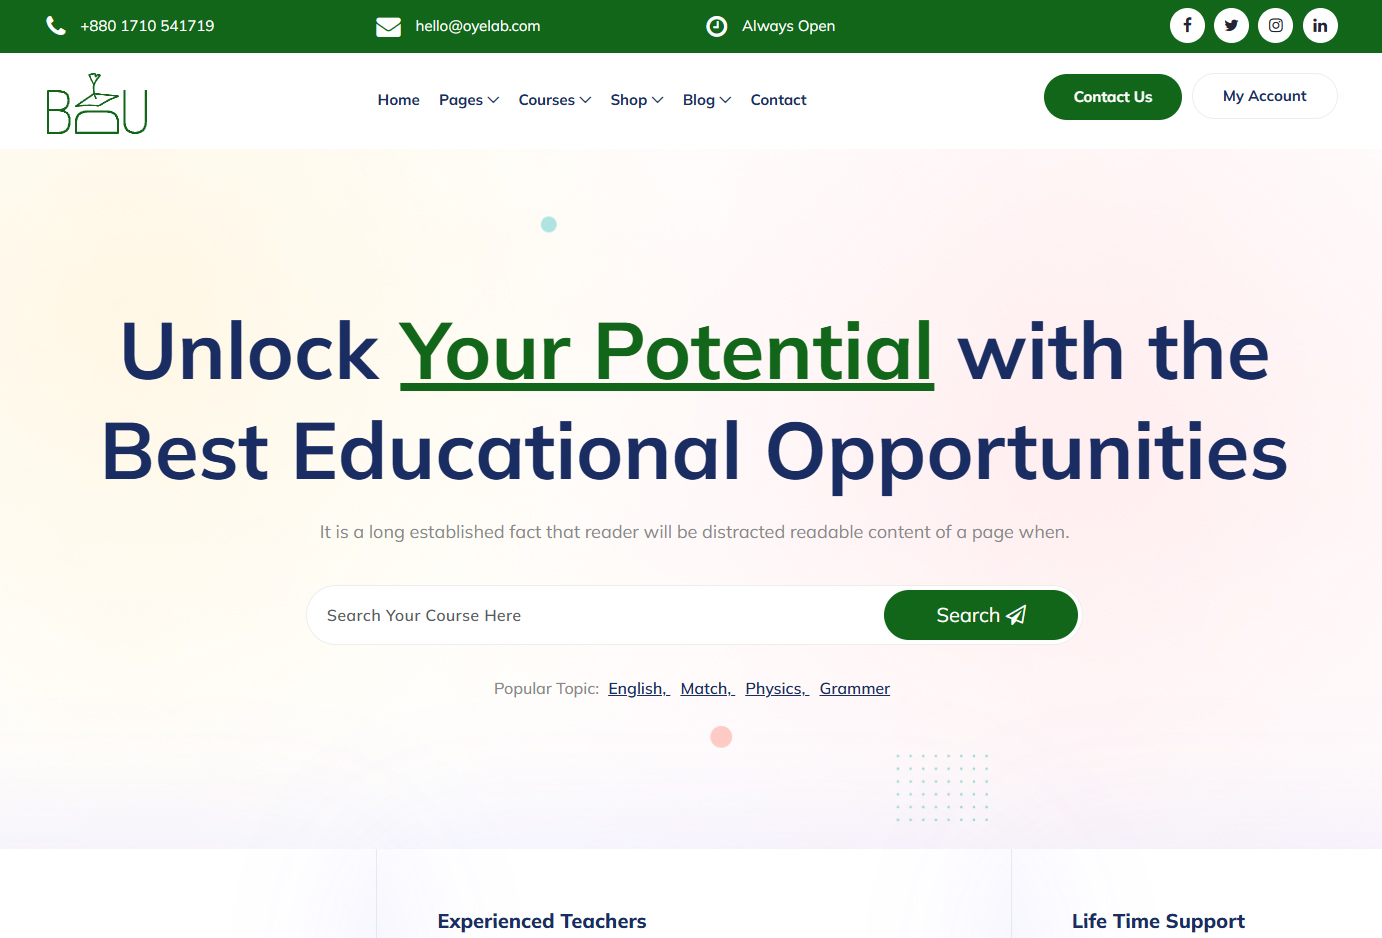 +880 1710 541719
hello@oyelab.com
Always Open
BAU
Home Pages Courses Shop Blog Contact
Contact Us
My Account
Unlock Your Potential with the
Best Educational Opportunities
It is a long established fact that reader will be distracted readable content of a page when.
Search Your Course Here
Search
Popular Topic: English, Match, Physics, Grammer
Experienced Teachers
Life Time Support